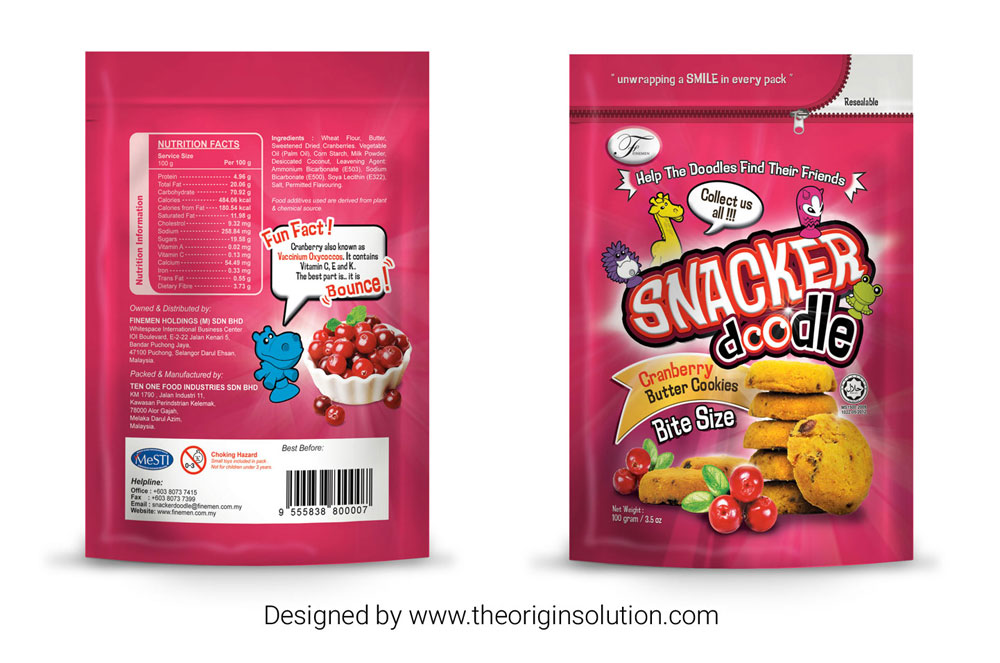 NUTRITION FACTS
Service Size
100 g Per 100 g
Protein 4.96 g
Total Fat 20.06 g
Carbohydrate 70.92 g
Calories 484.06 kcal
Calories from Fat 180.54 kcal
Saturated Fat 11.98 g
Cholestrol 9.32 mg
Sodium 258.84 mg
Sugars 19.58 g
Vitamin A 0.02 mg
Vitamin C 0.13 mg
Calcium 54.49 mg
Iron 0.33 mg
Trans Fat 0.55 g
Dietary Fibre 3.73 g
Nutrition Information
Ingredients : Wheat Flour, Butter,
Sweetened Dried Cranberries, Vegetable
Oil (Palm Oil), Corn Starch, Milk Powder,
Desiccated Coconut, Leavening Agent:
Ammonium Bicarbonate (E503), Sodium
Bicarbonate (E500), Soya Lecithin (E322),
Salt, Permitted Flavouring.
Food additives used are derived from plant
& chemical source
Fun Fact!
Cranberry also known as
Vaccinium Oxycoccos. It contains
Vitamin C, E and K.
The best part is.. it is
Bounce!
Owned & Distributed by:
FINEMEN HOLDINGS (M) SDN BHD
Whitespace International Business Center
IOI Boulevard, E-2-22 Jalan Kenari 5,
Bandar Puchong Jaya,
47100 Puchong, Selangor Darul Ehsan,
Malaysia.
Packed & Manufactured by:
TEN ONE FOOD INDUSTRIES SDN BHD
KM 1790 , Jalan Industri 11,
Kawasan Perindstrian Kelemak,
78000 Alor Gajah,
Melaka Darul Azim,
Malaysia.
MeSTI
0-3
Choking Hazard
Small toys included in pack.
Not for children under 3 years
Best Before:
Helpline:
Office : +603 8073 7415
Fax : +603 8073 7399
Email : snackerdoodle@finemen.com.my
Website: www.finemen.com.my
9 555838 800007
" unwrapping a SMILE in every pack "
Resealable
F
FINEMEN
Help The Doodles Find Their Friends
Collect us
all !!!
SNACKER
doodle
Cranberry
Butter Cookies
Bite Size
Net Weight :
100 gram / 3.5 oz
Designed by www.theoriginsolution.com